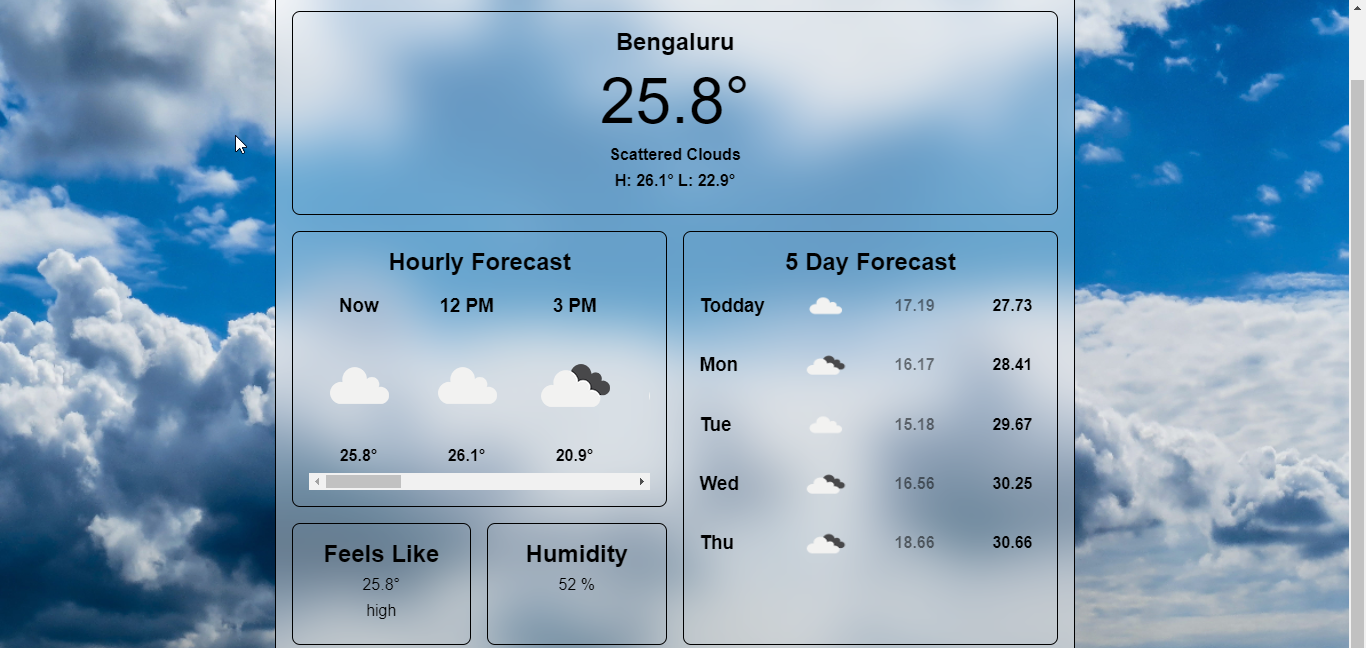 Bengaluru
25.8°
Scattered Clouds
H: 26.1° L: 22.9°
Hourly Forecast
Now 12 PM 3 PM
25.8° 26.1° 20.9°
5 Day Forecast
Todday 17.19 27.73
Mon 16.17 28.41
Tue 15.18 29.67
Wed 16.56 30.25
Thu 18.66 30.66
Feels Like
25.8°
high
Humidity
52 %